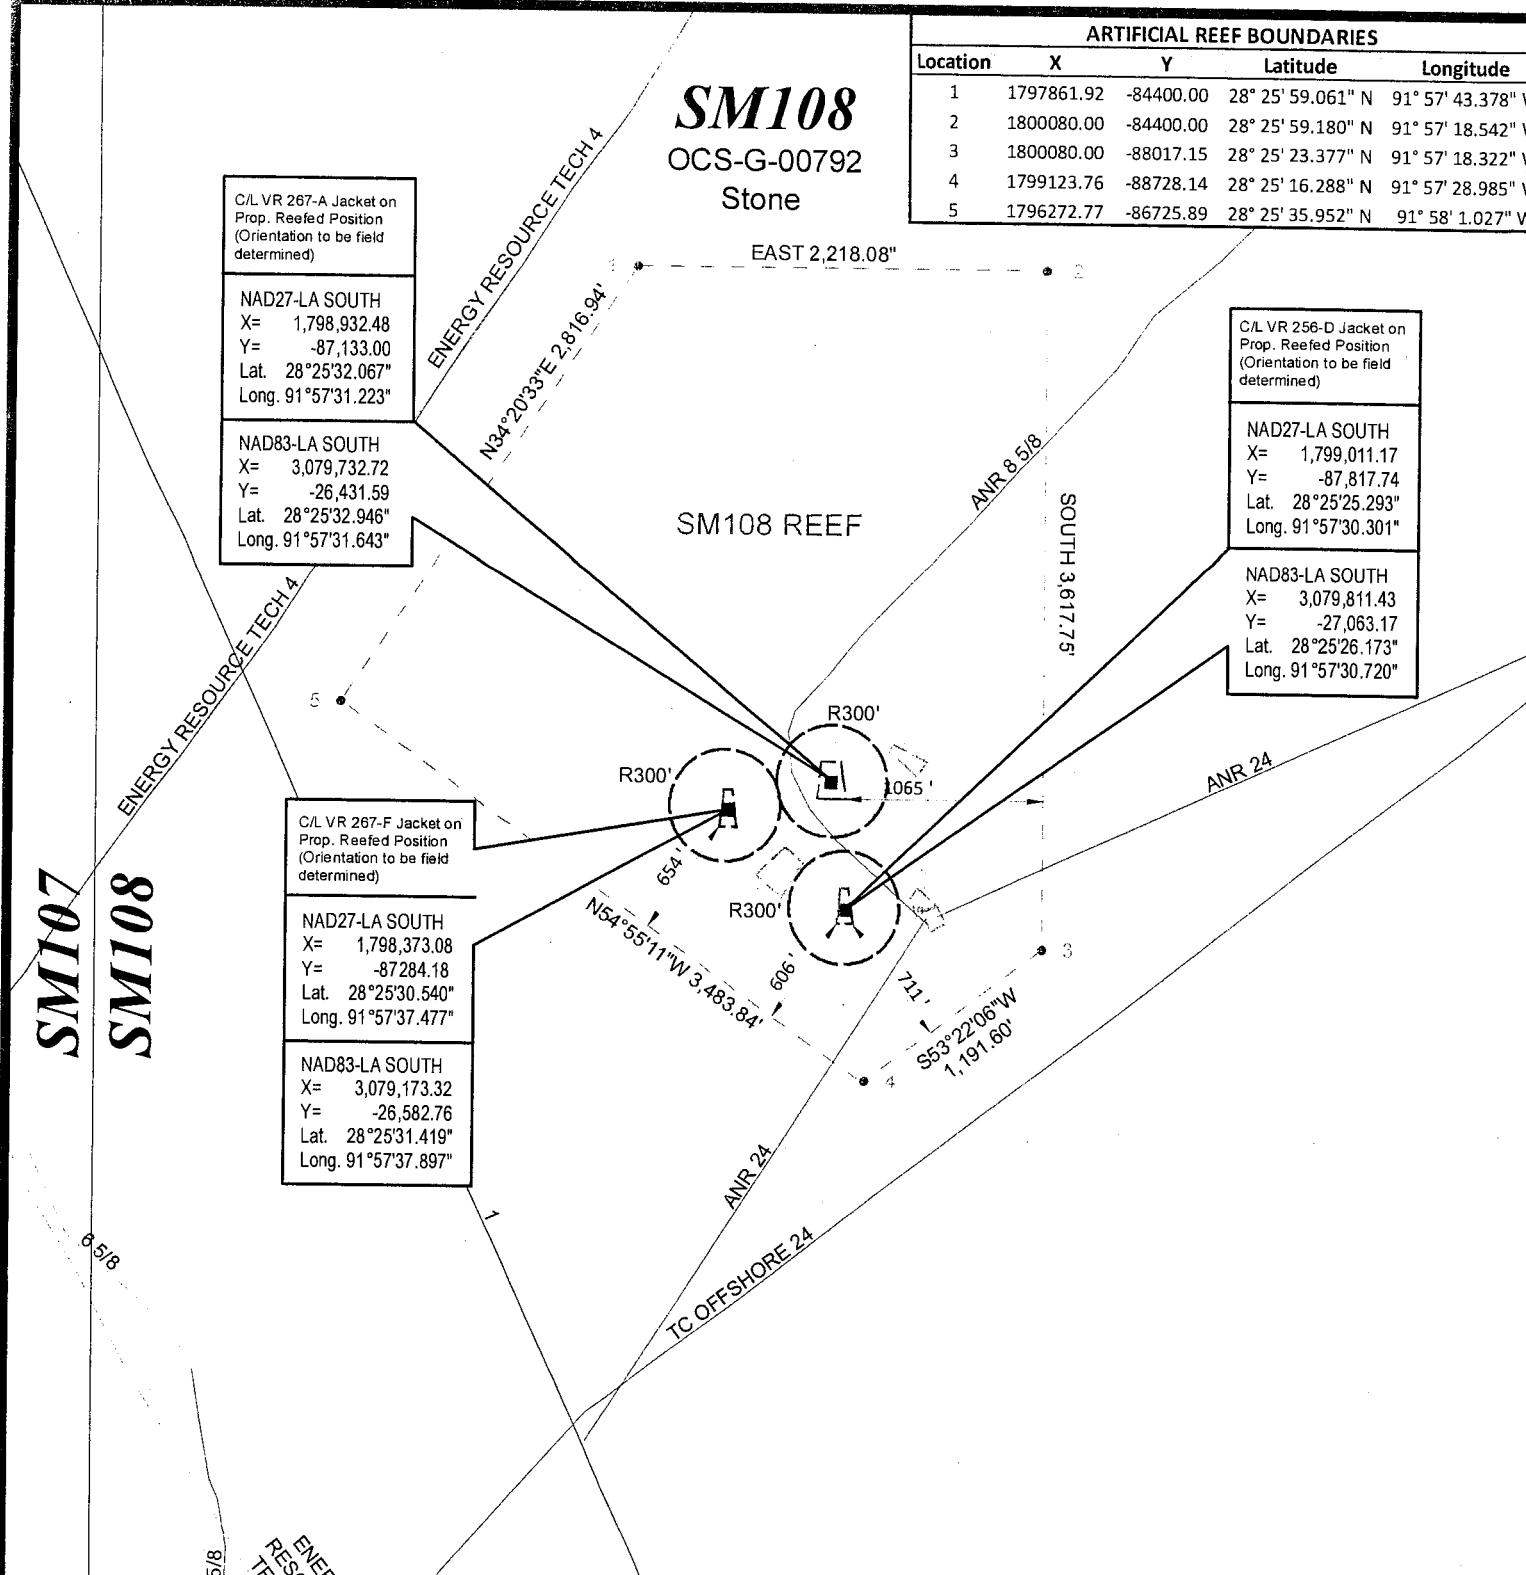 ARTIFICIAL REEF BOUNDARIES
Location X Y Latitude Longitude
1 1797861.92 -84400.00 28° 25' 59.061" N 91° 57' 43.378" W
2 1800080.00 -84400.00 28° 25' 59.180" N 91° 57' 18.542" W
3 1800080.00 -88017.15 28° 25' 23.377" N 91° 57' 18.322" W
4 1799123.76 -88728.14 28° 25' 16.288" N 91° 57' 28.985" W
5 1796272.77 -86725.89 28° 25' 35.952" N 91° 58' 1.027" W
SM108
OCS-G-00792
Stone
ENERGY RESOURCE TECH 4
C/L VR 267-A Jacket on
Prop. Reefed Position
(Orientation to be field
determined)
NAD27-LA SOUTH
X= 1,798,932.48
Y= -87,133.00
Lat. 28°25'32.067"
Long. 91°57'31.223"
NAD83-LA SOUTH
X= 3,079,732.72
Y= -26,431.59
Lat. 28°25'32.946"
Long. 91°57'31.643"
1
EAST 2,218.08"
2
N34°20'33"E 2,816.94'
C/L VR 256-D Jacket on
Prop. Reefed Position
(Orientation to be field
determined)
NAD27-LA SOUTH
X= 1,799,011.17
Y= -87,817.74
Lat. 28°25'25.293"
Long. 91°57'30.301"
NAD83-LA SOUTH
X= 3,079,811.43
Y= -27,063.17
Lat. 28°25'26.173"
Long. 91°57'30.720"
ANR 8 5/8
SM108 REEF
SOUTH 3,617.75'
ENERGY RESOURCE TECH 4
5
R300'
R300'
1065 '
ANR 24
C/L VR 267-F Jacket on
Prop. Reefed Position
(Orientation to be field
determined)
NAD27-LA SOUTH
X= 1,798,373.08
Y= -87284.18
Lat. 28°25'30.540"
Long. 91°57'37.477"
NAD83-LA SOUTH
X= 3,079,173.32
Y= -26,582.76
Lat. 28°25'31.419"
Long. 91°57'37.897"
654'
R300'
N54°55'11"W 3,483.84'
606'
711'
3
S53°22'06"W
1,191.60'
4
SM107
SM108
ANR 24
1
TC OFFSHORE 24
6 5/8
5/8